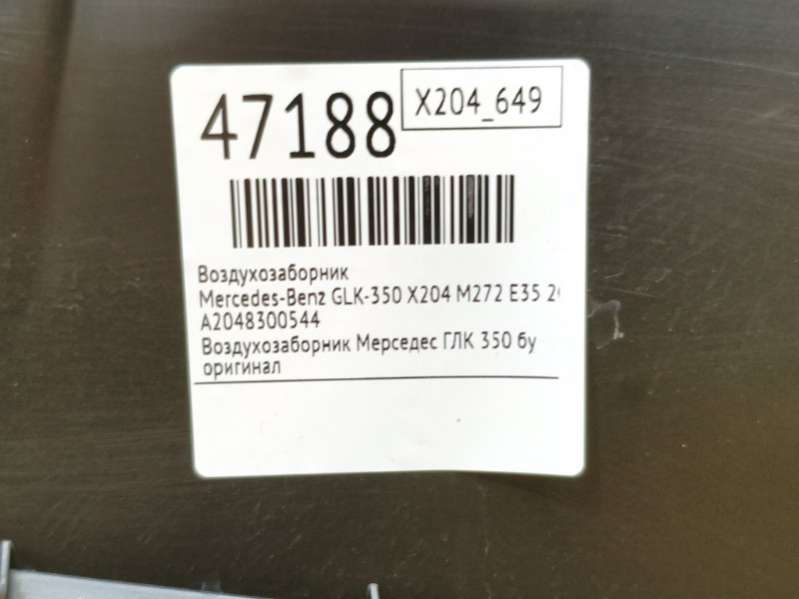 47188
X204_649
Воздухозаборник
Mercedes-Benz GLK-350 X204 M272 E35
A2048300544
Воздухозаборник Мерседес ГЛК 350 бу
оригинал